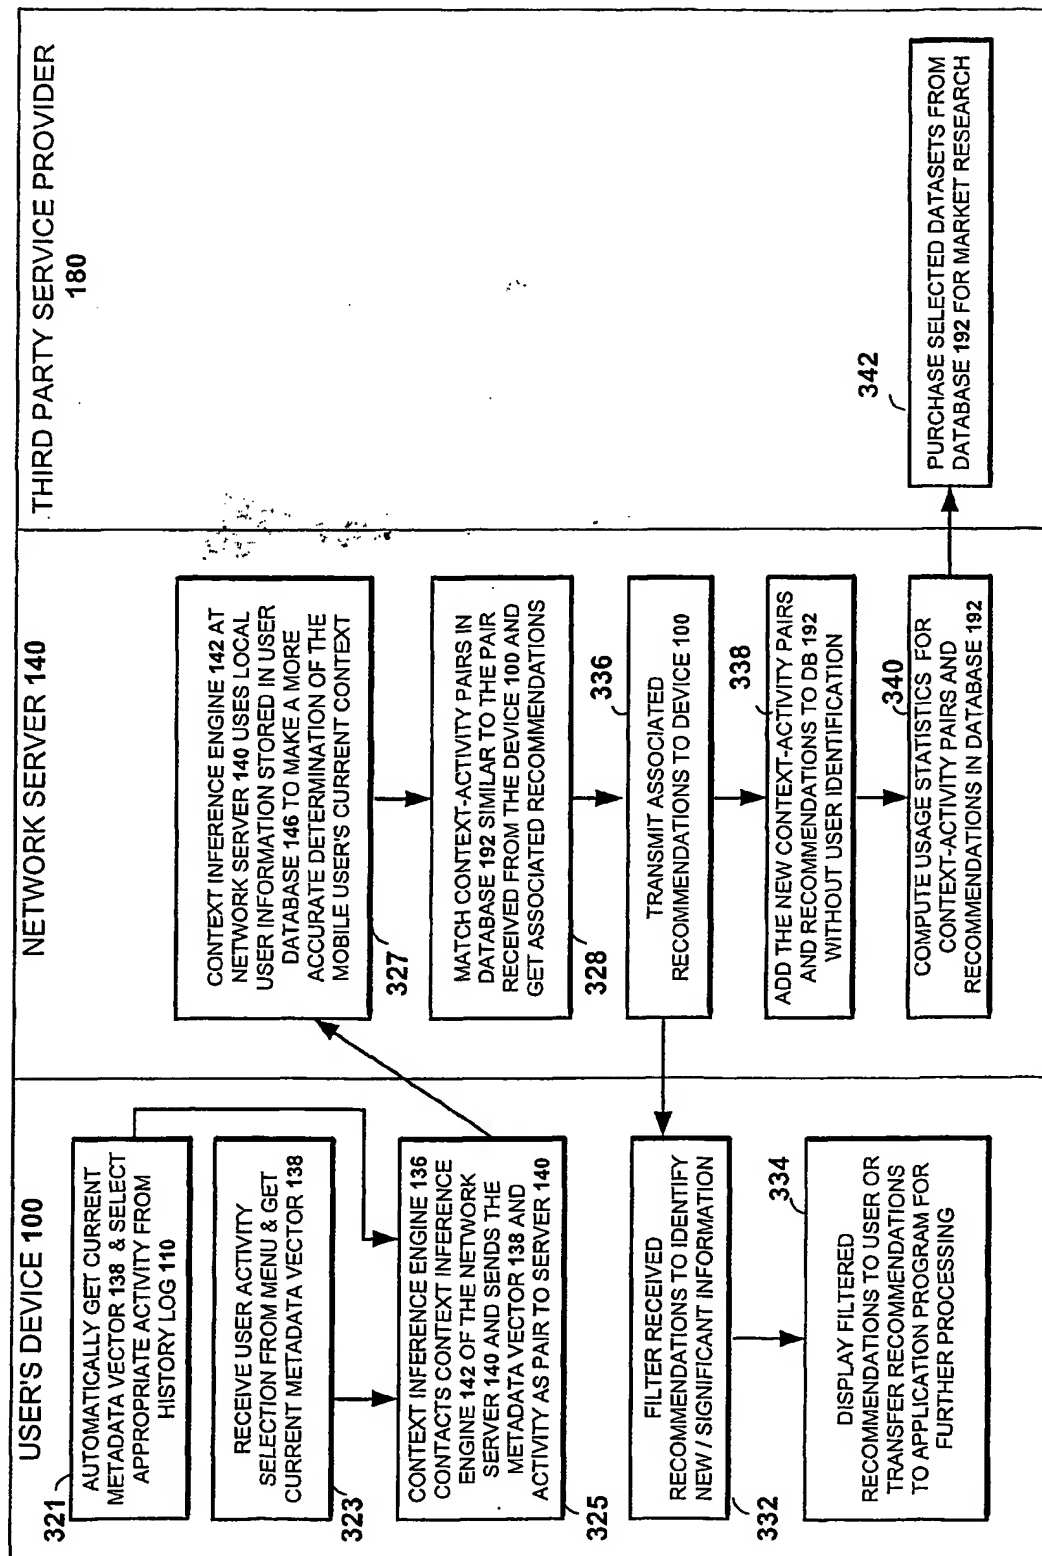 USER'S DEVICE 100
321
AUTOMATICALLY GET CURRENT
METADATA VECTOR 138 & SELECT
APPROPRIATE ACTIVITY FROM
HISTORY LOG 110
323
RECEIVE USER ACTIVITY
SELECTION FROM MENU & GET
CURRENT METADATA VECTOR 138
CONTEXT INFERENCE ENGINE 136
CONTACTS CONTEXT INFERENCE
ENGINE 142 OF THE NETWORK
SERVER 140 AND SENDS THE
METADATA VECTOR 138 AND
ACTIVITY AS PAIR TO SERVER 140
325
FILTER RECEIVED
RECOMMENDATIONS TO IDENTIFY
NEW / SIGNIFICANT INFORMATION
332
334
DISPLAY FILTERED
RECOMMENDATIONS TO USER OR
TRANSFER RECOMMENDATIONS
TO APPLICATION PROGRAM FOR
FURTHER PROCESSING
NETWORK SERVER 140
CONTEXT INFERENCE ENGINE 142 AT
NETWORK SERVER 140 USES LOCAL
USER INFORMATION STORED IN USER
DATABASE 146 TO MAKE A MORE
ACCURATE DETERMINATION OF THE
MOBILE USER'S CURRENT CONTEXT
327
MATCH CONTEXT-ACTIVITY PAIRS IN
DATABASE 192 SIMILAR TO THE PAIR
RECEIVED FROM THE DEVICE 100 AND
GET ASSOCIATED RECOMMENDATIONS
328
336
TRANSMIT ASSOCIATED
RECOMMENDATIONS TO DEVICE 100
338
ADD THE NEW CONTEXT-ACTIVITY PAIRS
AND RECOMMENDATIONS TO DB 192
WITHOUT USER IDENTIFICATION
340
COMPUTE USAGE STATISTICS FOR
CONTEXT-ACTIVITY PAIRS AND
RECOMMENDATIONS IN DATABASE 192
THIRD PARTY SERVICE PROVIDER
180
342
PURCHASE SELECTED DATASETS FROM
DATABASE 192 FOR MARKET RESEARCH